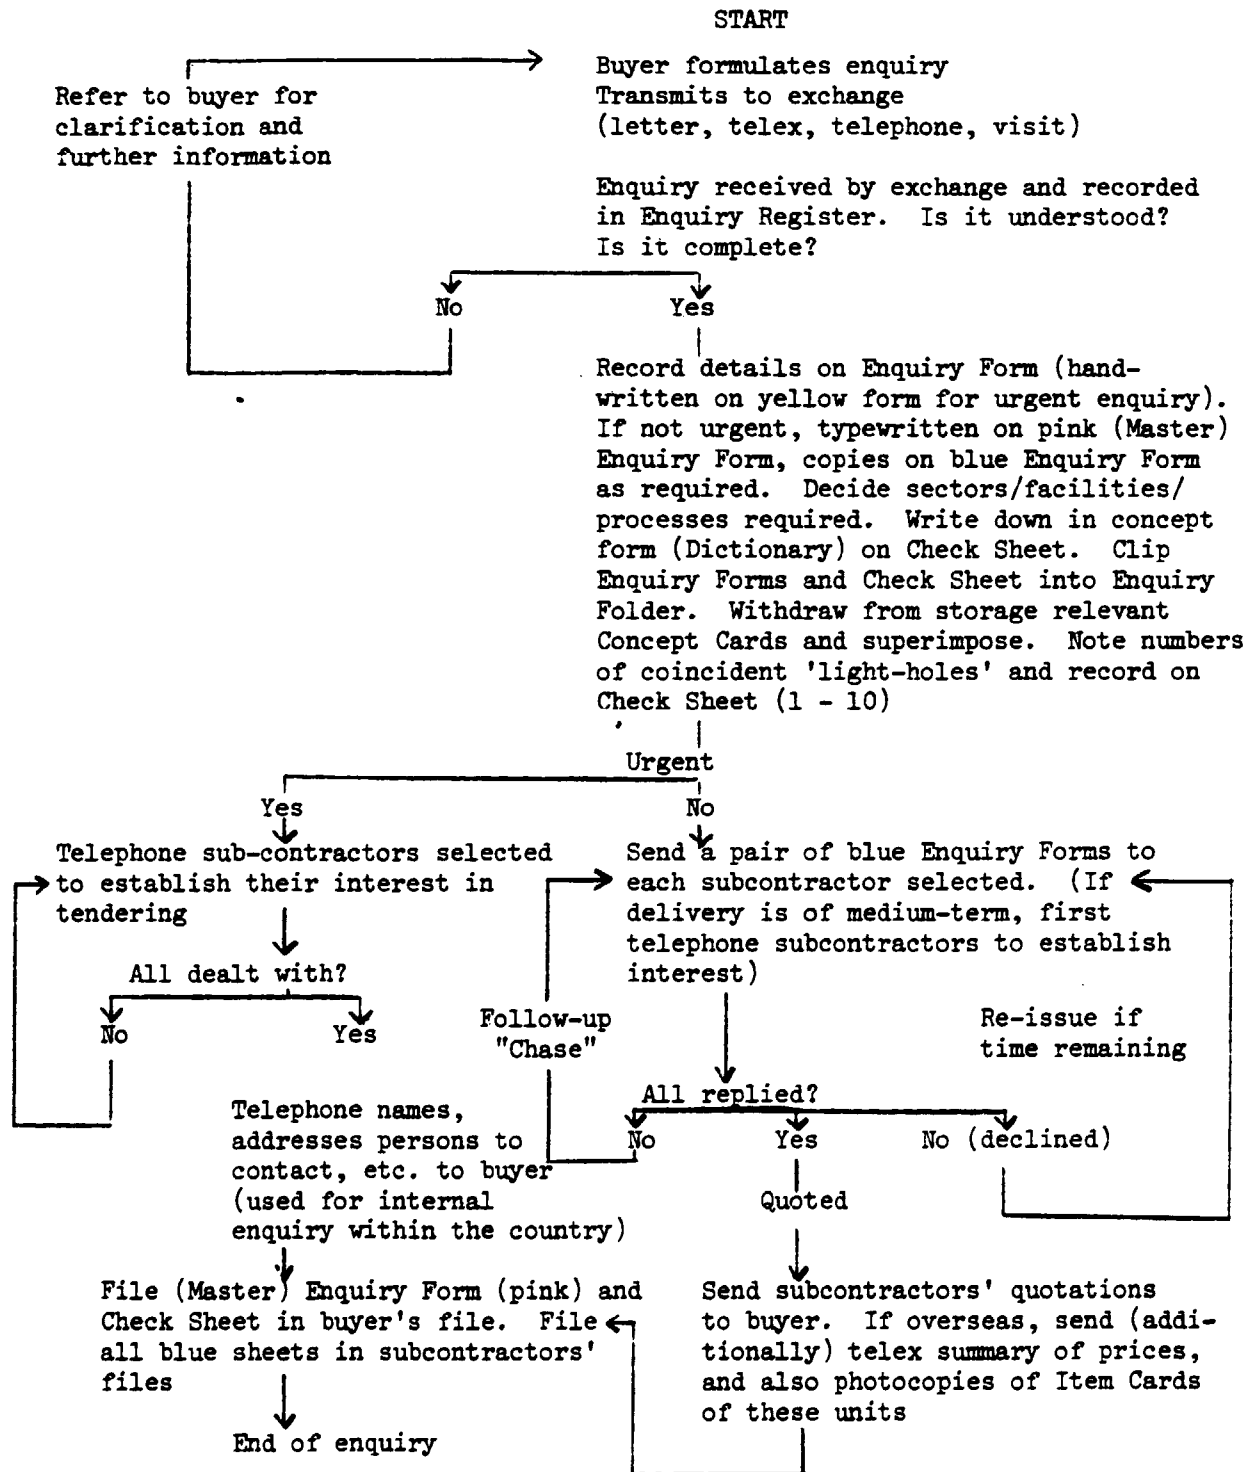 START
Buyer formulates enquiry
Transmits to exchange
(letter, telex, telephone, visit)
Refer to buyer for
clarification and
further information
Enquiry received by exchange and recorded
in Enquiry Register. Is it understood?
Is it complete?
No
Yes
Record details on Enquiry Form (hand-
written on yellow form for urgent enquiry).
If not urgent, typewritten on pink (Master)
Enquiry Form, copies on blue Enquiry Form
as required. Decide sectors/facilities/
processes required. Write down in concept
form (Dictionary) on Check Sheet. Clip
Enquiry Forms and Check Sheet into Enquiry
Folder. Withdraw from storage relevant
Concept Cards and superimpose. Note numbers
of coincident 'light-holes' and record on
Check Sheet (1 - 10)
Urgent
Yes
No
Telephone sub-contractors selected
to establish their interest in
tendering
Send a pair of blue Enquiry Forms to
each subcontractor selected. (If
delivery is of medium-term, first
telephone subcontractors to establish
interest)
All dealt with?
No
Yes
Follow-up
"Chase"
Re-issue if
time remaining
All replied?
No
Yes
No (declined)
Telephone names,
addresses persons to
contact, etc. to buyer
(used for internal
enquiry within the country)
Quoted
File (Master) Enquiry Form (pink) and
Check Sheet in buyer's file. File
all blue sheets in subcontractors'
files
Send subcontractors' quotations
to buyer. If overseas, send (addi-
tionally) telex summary of prices,
and also photocopies of Item Cards
of these units
End of enquiry